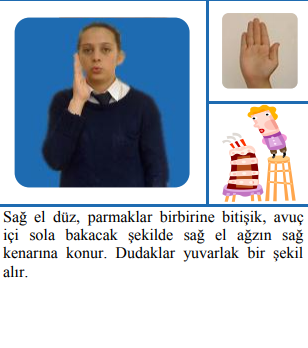 Sağ el düz, parmaklar birbirine bitişik, avuç
içi sola bakacak şekilde sağ el ağzın sağ
kenarına konur. Dudaklar yuvarlak bir şekil
alır.